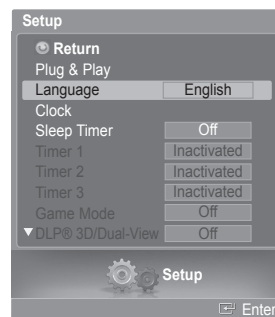 Setup
Return
Plug & Play
Language English
Clock
Sleep Timer Off
Timer 1 Inactivated
Timer 2 Inactivated
Timer 3 Inactivated
Game Mode Off
▼DLP® 3D/Dual-View Off
Setup
Enter